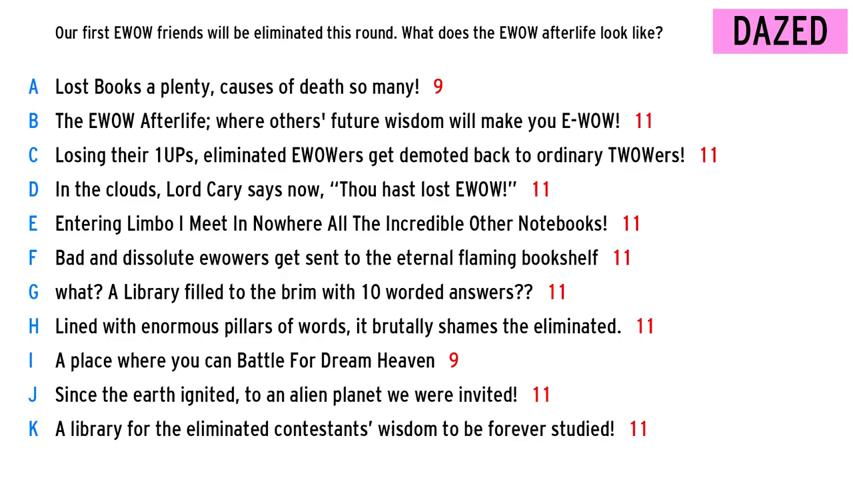 Our first EWOW friends will be eliminated this round. What does the EWOW afterlife look like?
DAZED
A Lost Books a plenty, causes of death so many! 9
B The EWOW Afterlife; where others' future wisdom will make you E-WOW! 11
C Losing their 1UPs, eliminated EWOWers get demoted back to ordinary TWOWers! 11
D In the clouds, Lord Cary says now, “Thou hast lost EWOW!” 11
E Entering Limbo I Meet In Nowhere All The Incredible Other Notebooks! 11
F Bad and dissolute ewowers get sent to the eternal flaming bookshelf 11
G what? A Library filled to the brim with 10 worded answers?? 11
H Lined with enormous pillars of words, it brutally shames the eliminated. 11
I A place where you can Battle For Dream Heaven 9
J Since the earth ignited, to an alien planet we were invited! 11
K A library for the eliminated contestants’ wisdom to be forever studied! 11